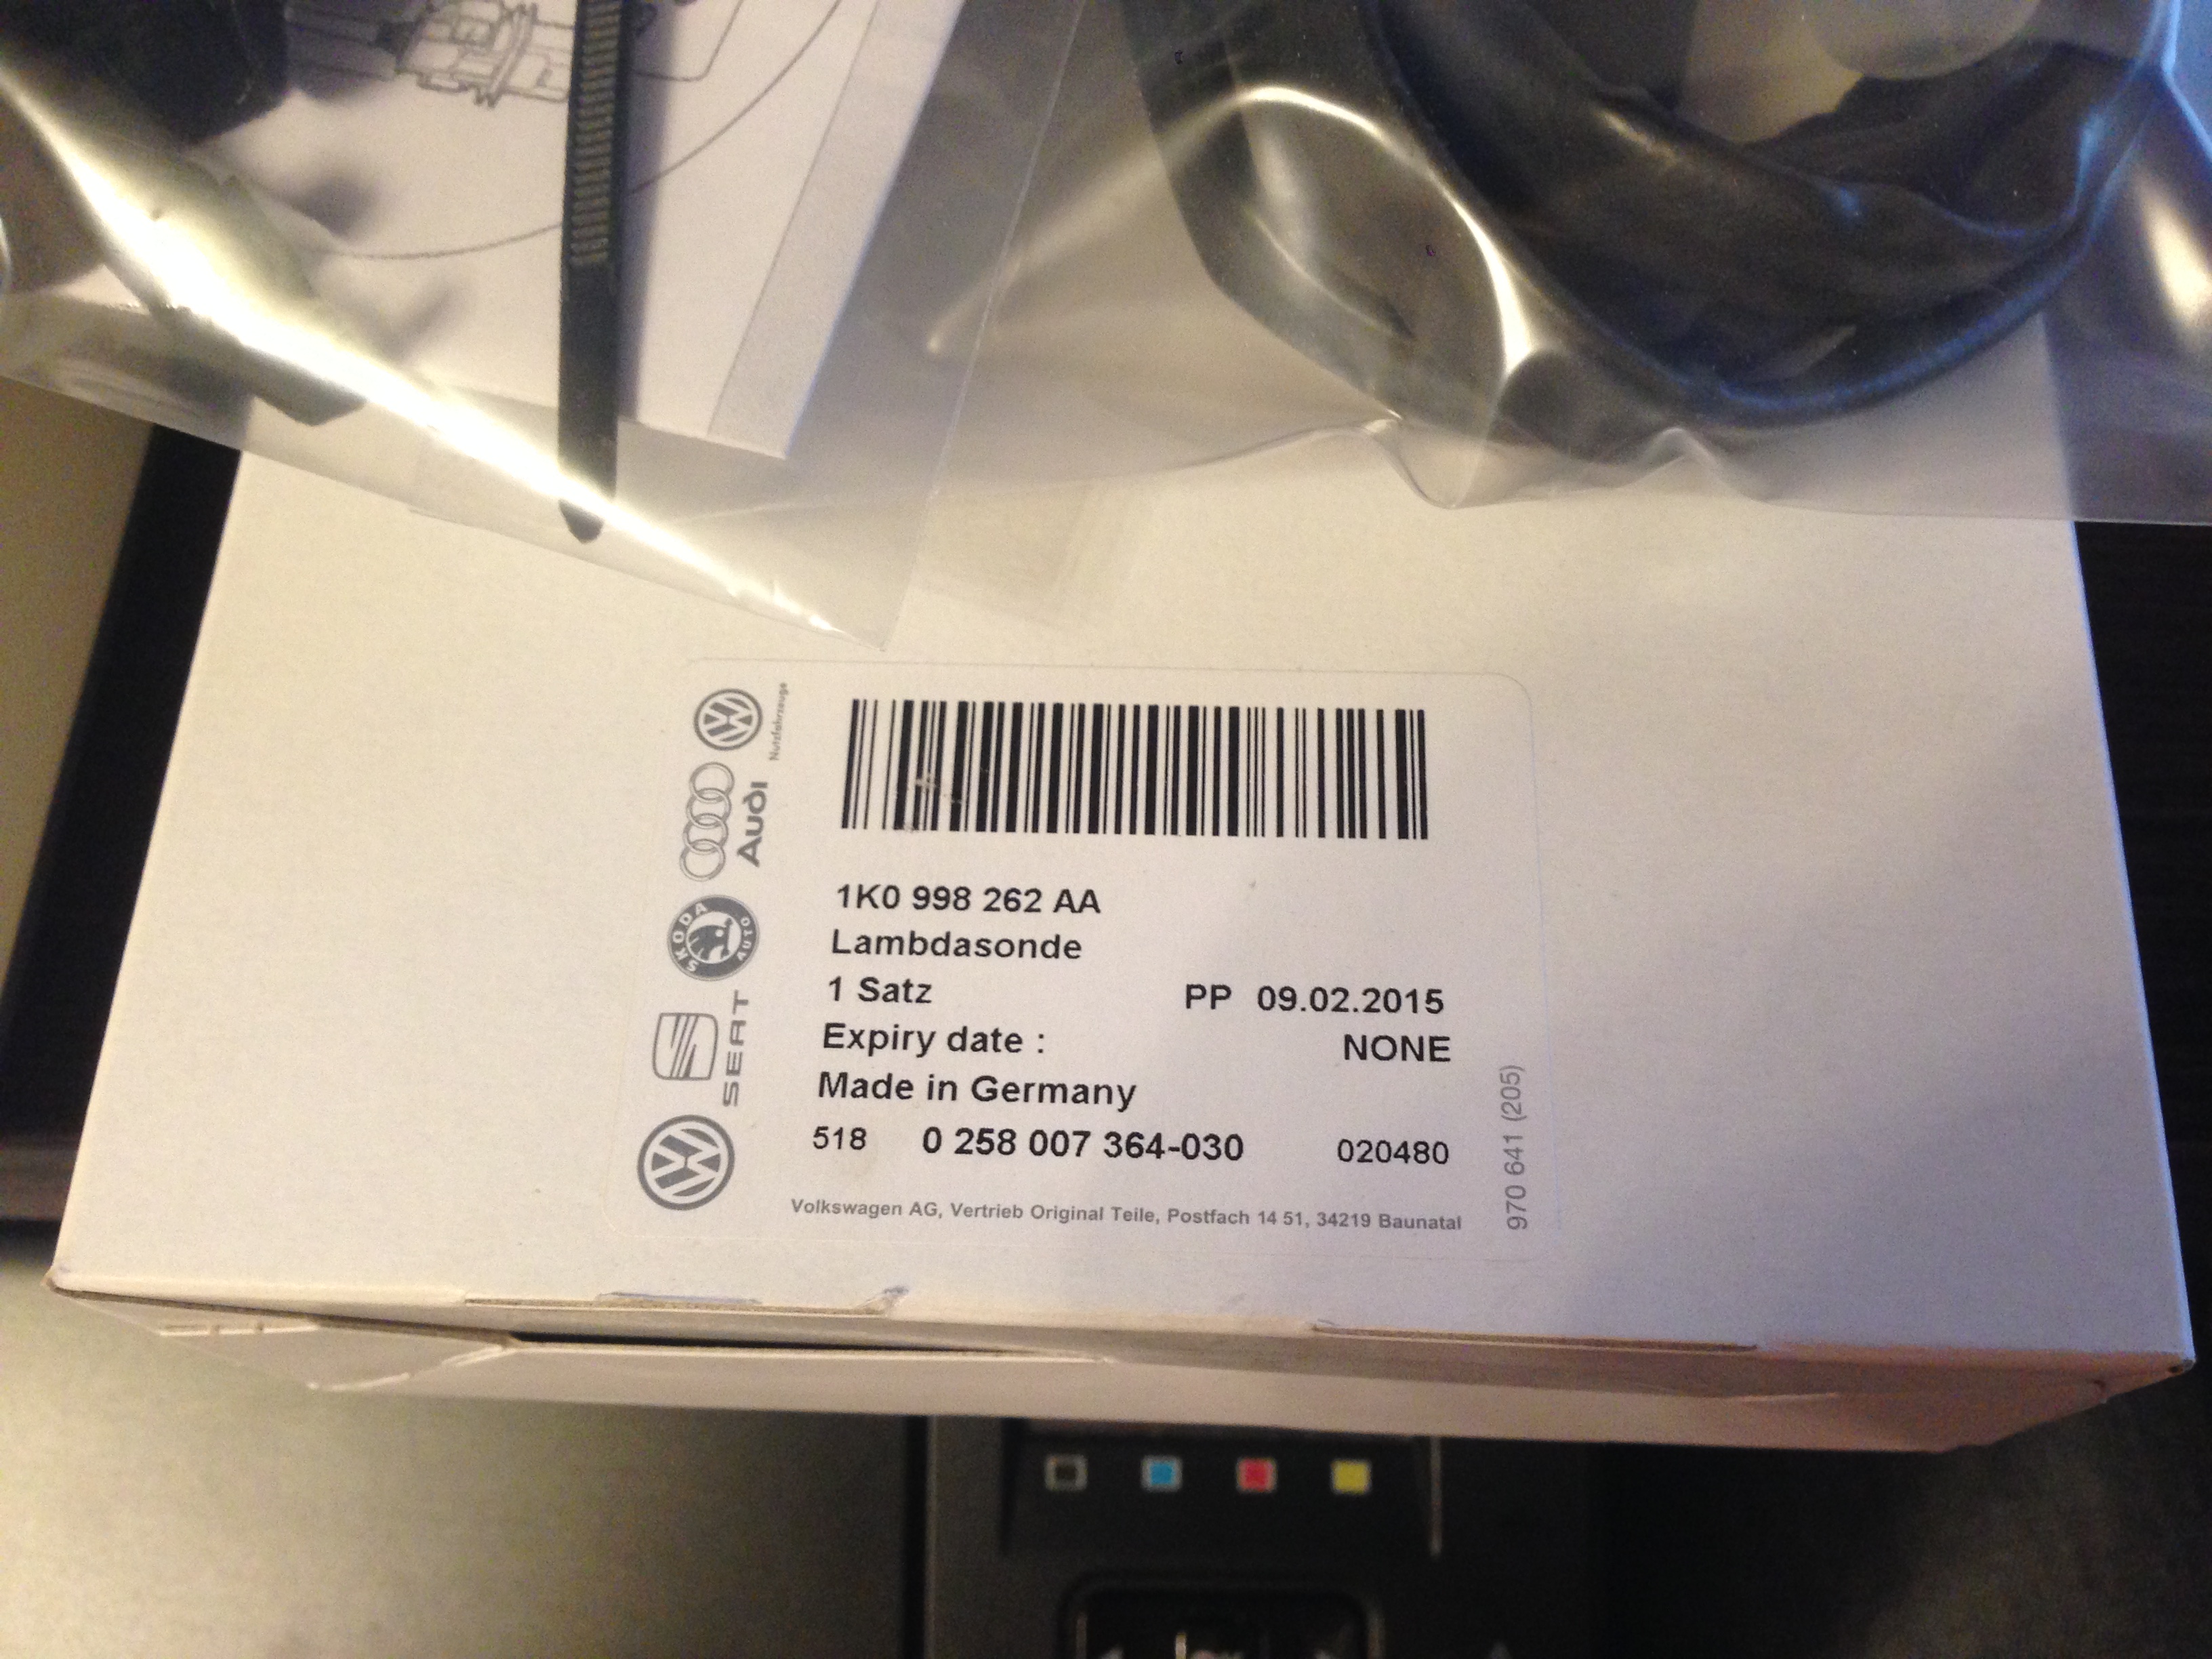 Nutzfahrzeuge
Audi
SKODA
AUTO
SEAT
1K0 998 262 AA
Lambdasonde
1 Satz PP 09.02.2015
Expiry date : NONE
Made in Germany
518 0 258 007 364-030 020480
Volkswagen AG, Vertrieb Original Teile, Postfach 14 51, 34219 Baunatal
970 641 (205)